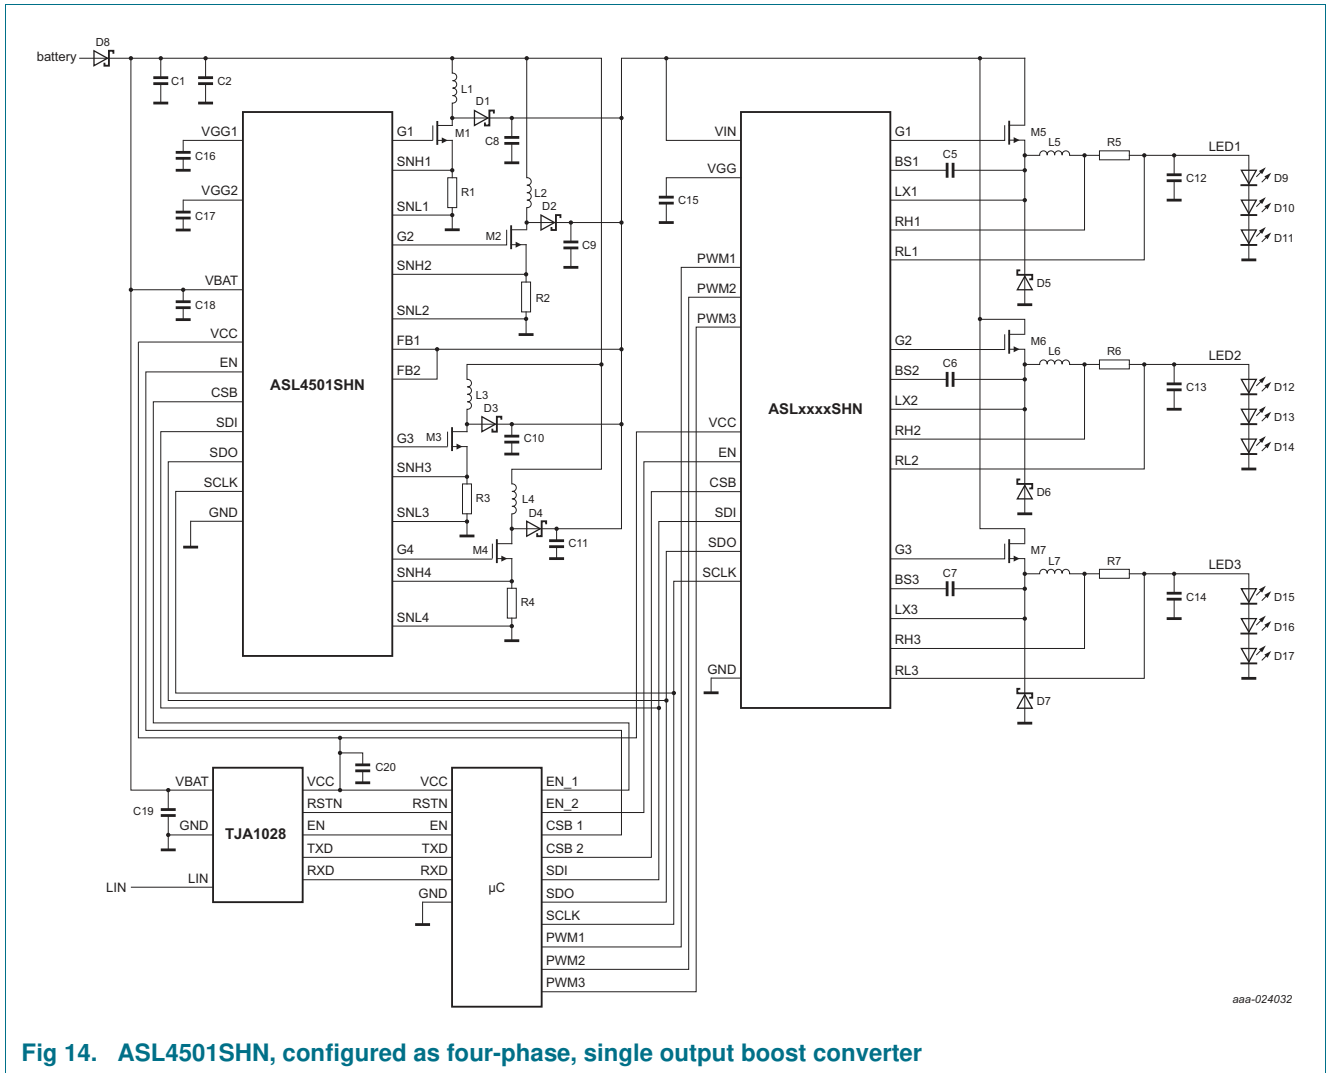 battery
D8
C1
C2
L1
D1
M1
C8
L2
D2
M2
C9
R1
R2
VGG1
C16
VGG2
C17
VBAT
C18
VCC
EN
CSB
SDI
SDO
SCLK
GND
ASL4501SHN
G1
SNH1
SNL1
G2
SNH2
SNL2
FB1
FB2
G3
SNH3
SNL3
G4
SNH4
SNL4
L3
D3
M3
C10
R3
L4
D4
M4
C11
R4
VIN
VGG
C15
PWM1
PWM2
PWM3
VCC
EN
CSB
SDI
SDO
SCLK
GND
ASLxxxxSHN
G1
BS1
LX1
RH1
RL1
G2
BS2
LX2
RH2
RL2
G3
BS3
LX3
RH3
RL3
C5
M5
L5
R5
LED1
C12
D9
D10
D11
D5
C6
M6
L6
R6
LED2
C13
D12
D13
D14
D6
C7
M7
L7
R7
LED3
C14
D15
D16
D17
D7
C20
C19
VBAT
GND
LIN
LIN
TJA1028
VCC
RSTN
EN
TXD
RXD
VCC
RSTN
EN
TXD
RXD
GND
µC
EN_1
EN_2
CSB 1
CSB 2
SDI
SDO
SCLK
PWM1
PWM2
PWM3
aaa-024032
Fig 14. ASL4501SHN, configured as four-phase, single output boost converter